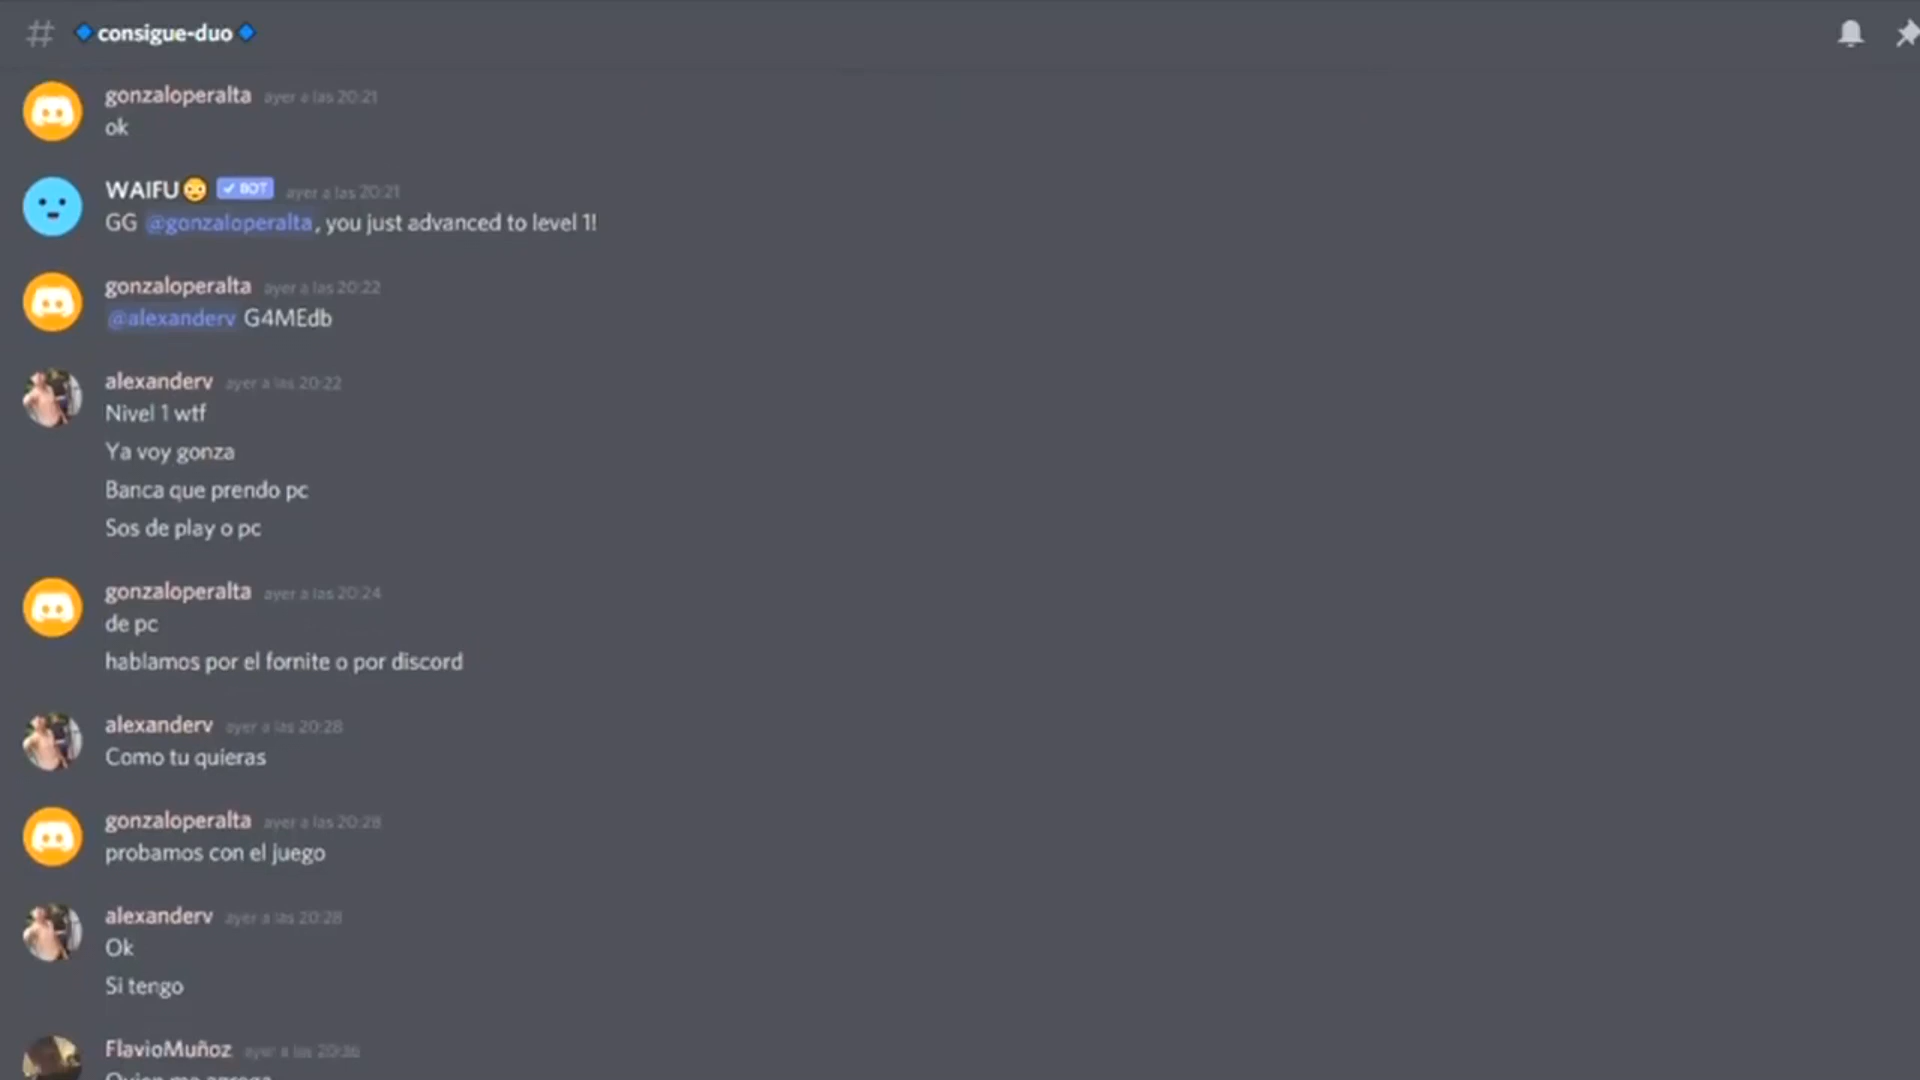 # 🔷consigue-duo🔷
gonzaloperalta ayer a las 20:21
ok
WAIFU😳 ✓ BOT ayer a las 20:21
GG @gonzaloperalta, you just advanced to level 1!
gonzaloperalta ayer a las 20:22
@alexanderv G4MEdb
alexanderv ayer a las 20:22
Nivel 1 wtf
Ya voy gonza
Banca que prendo pc
Sos de play o pc
gonzaloperalta ayer a las 20:24
de pc
hablamos por el fornite o por discord
alexanderv ayer a las 20:28
Como tu quieras
gonzaloperalta ayer a las 20:28
probamos con el juego
alexanderv ayer a las 20:28
Ok
Si tengo
FlavioMuñoz ayer a las 20:36
Quien me agrega